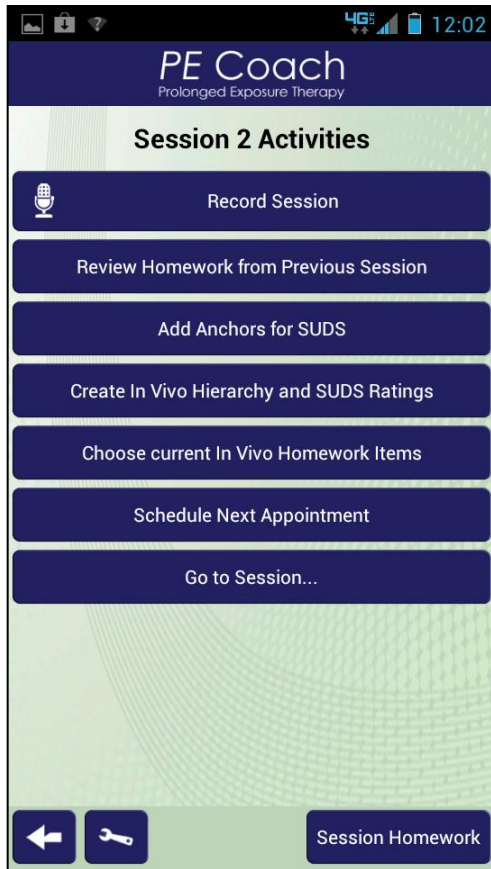 4G 12:02
PE Coach
Prolonged Exposure Therapy
Session 2 Activities
Record Session
Review Homework from Previous Session
Add Anchors for SUDS
Create In Vivo Hierarchy and SUDS Ratings
Choose current In Vivo Homework Items
Schedule Next Appointment
Go to Session...
Session Homework